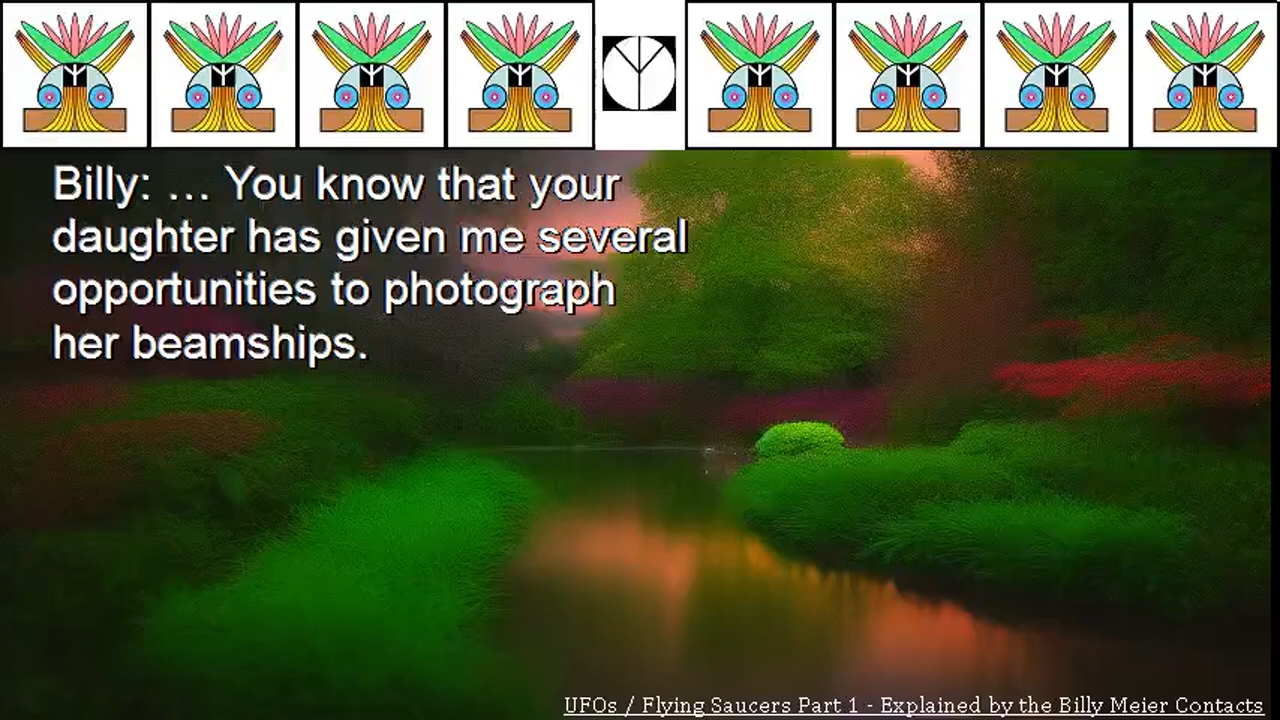 Billy: … You know that your
daughter has given me several
opportunities to photograph
her beamships.
UFOs / Flying Saucers Part 1 - Explained by the Billy Meier Contacts